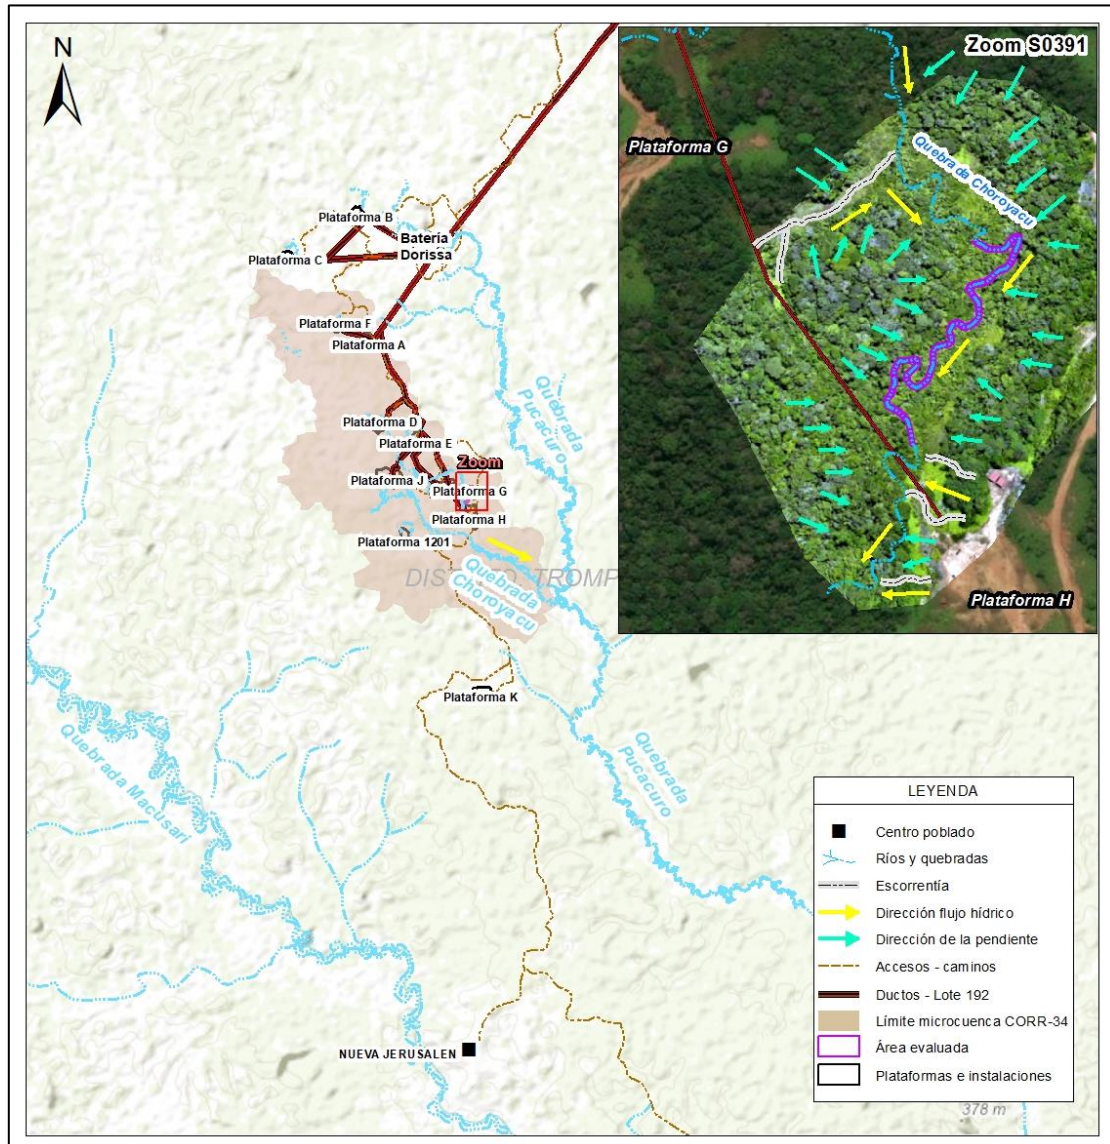 N
Zoom S0391
Plataforma G
Quebrada Choroyacu
Plataforma H
Plataforma B
Batería
Dorissa
Plataforma C
Plataforma F
Plataforma A
Quebrada
Pucacuro
Plataforma D
Plataforma E
Zoom
Plataforma J
Plataforma G
Plataforma H
Plataforma 1201
TROMP
Quebrada
Choroyacu
Plataforma K
Quebrada
Pucacuro
Quebrada Macusari
NUEVA JERUSALEN
LEYENDA
Centro poblado
Ríos y quebradas
Escorrentía
Dirección flujo hídrico
Dirección de la pendiente
Accesos - caminos
Ductos - Lote 192
Límite microcuenca CORR-34
Área evaluada
Plataformas e instalaciones
378 m